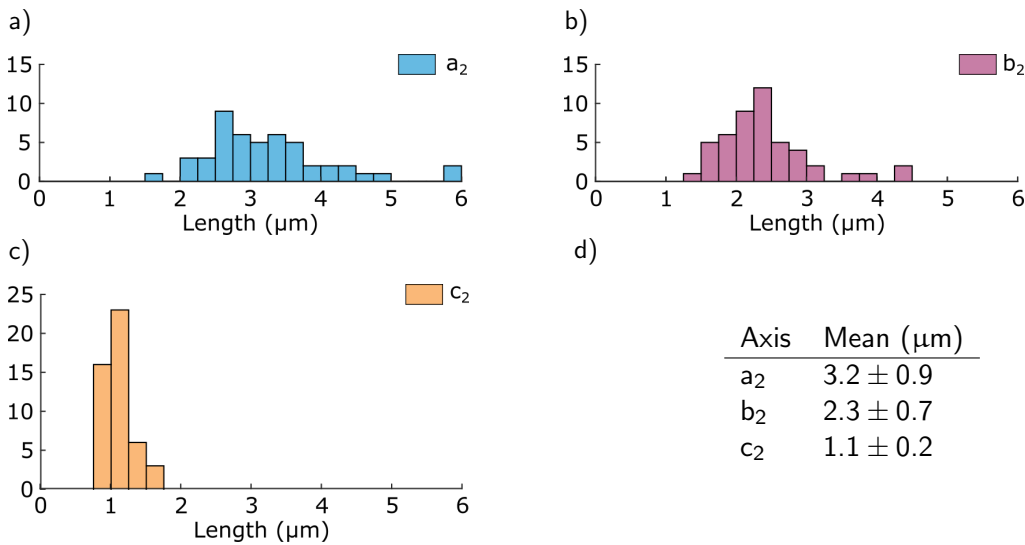 a)
a₂
15
10
5
0
0 1 2 3 4 5 6
Length (μm)
b)
b₂
15
10
5
0
0 1 2 3 4 5 6
Length (μm)
c)
c₂
25
20
15
10
5
0
0 1 2 3 4 5 6
Length (μm)
d)
Axis Mean (μm)
a₂ 3.2 ± 0.9
b₂ 2.3 ± 0.7
c₂ 1.1 ± 0.2